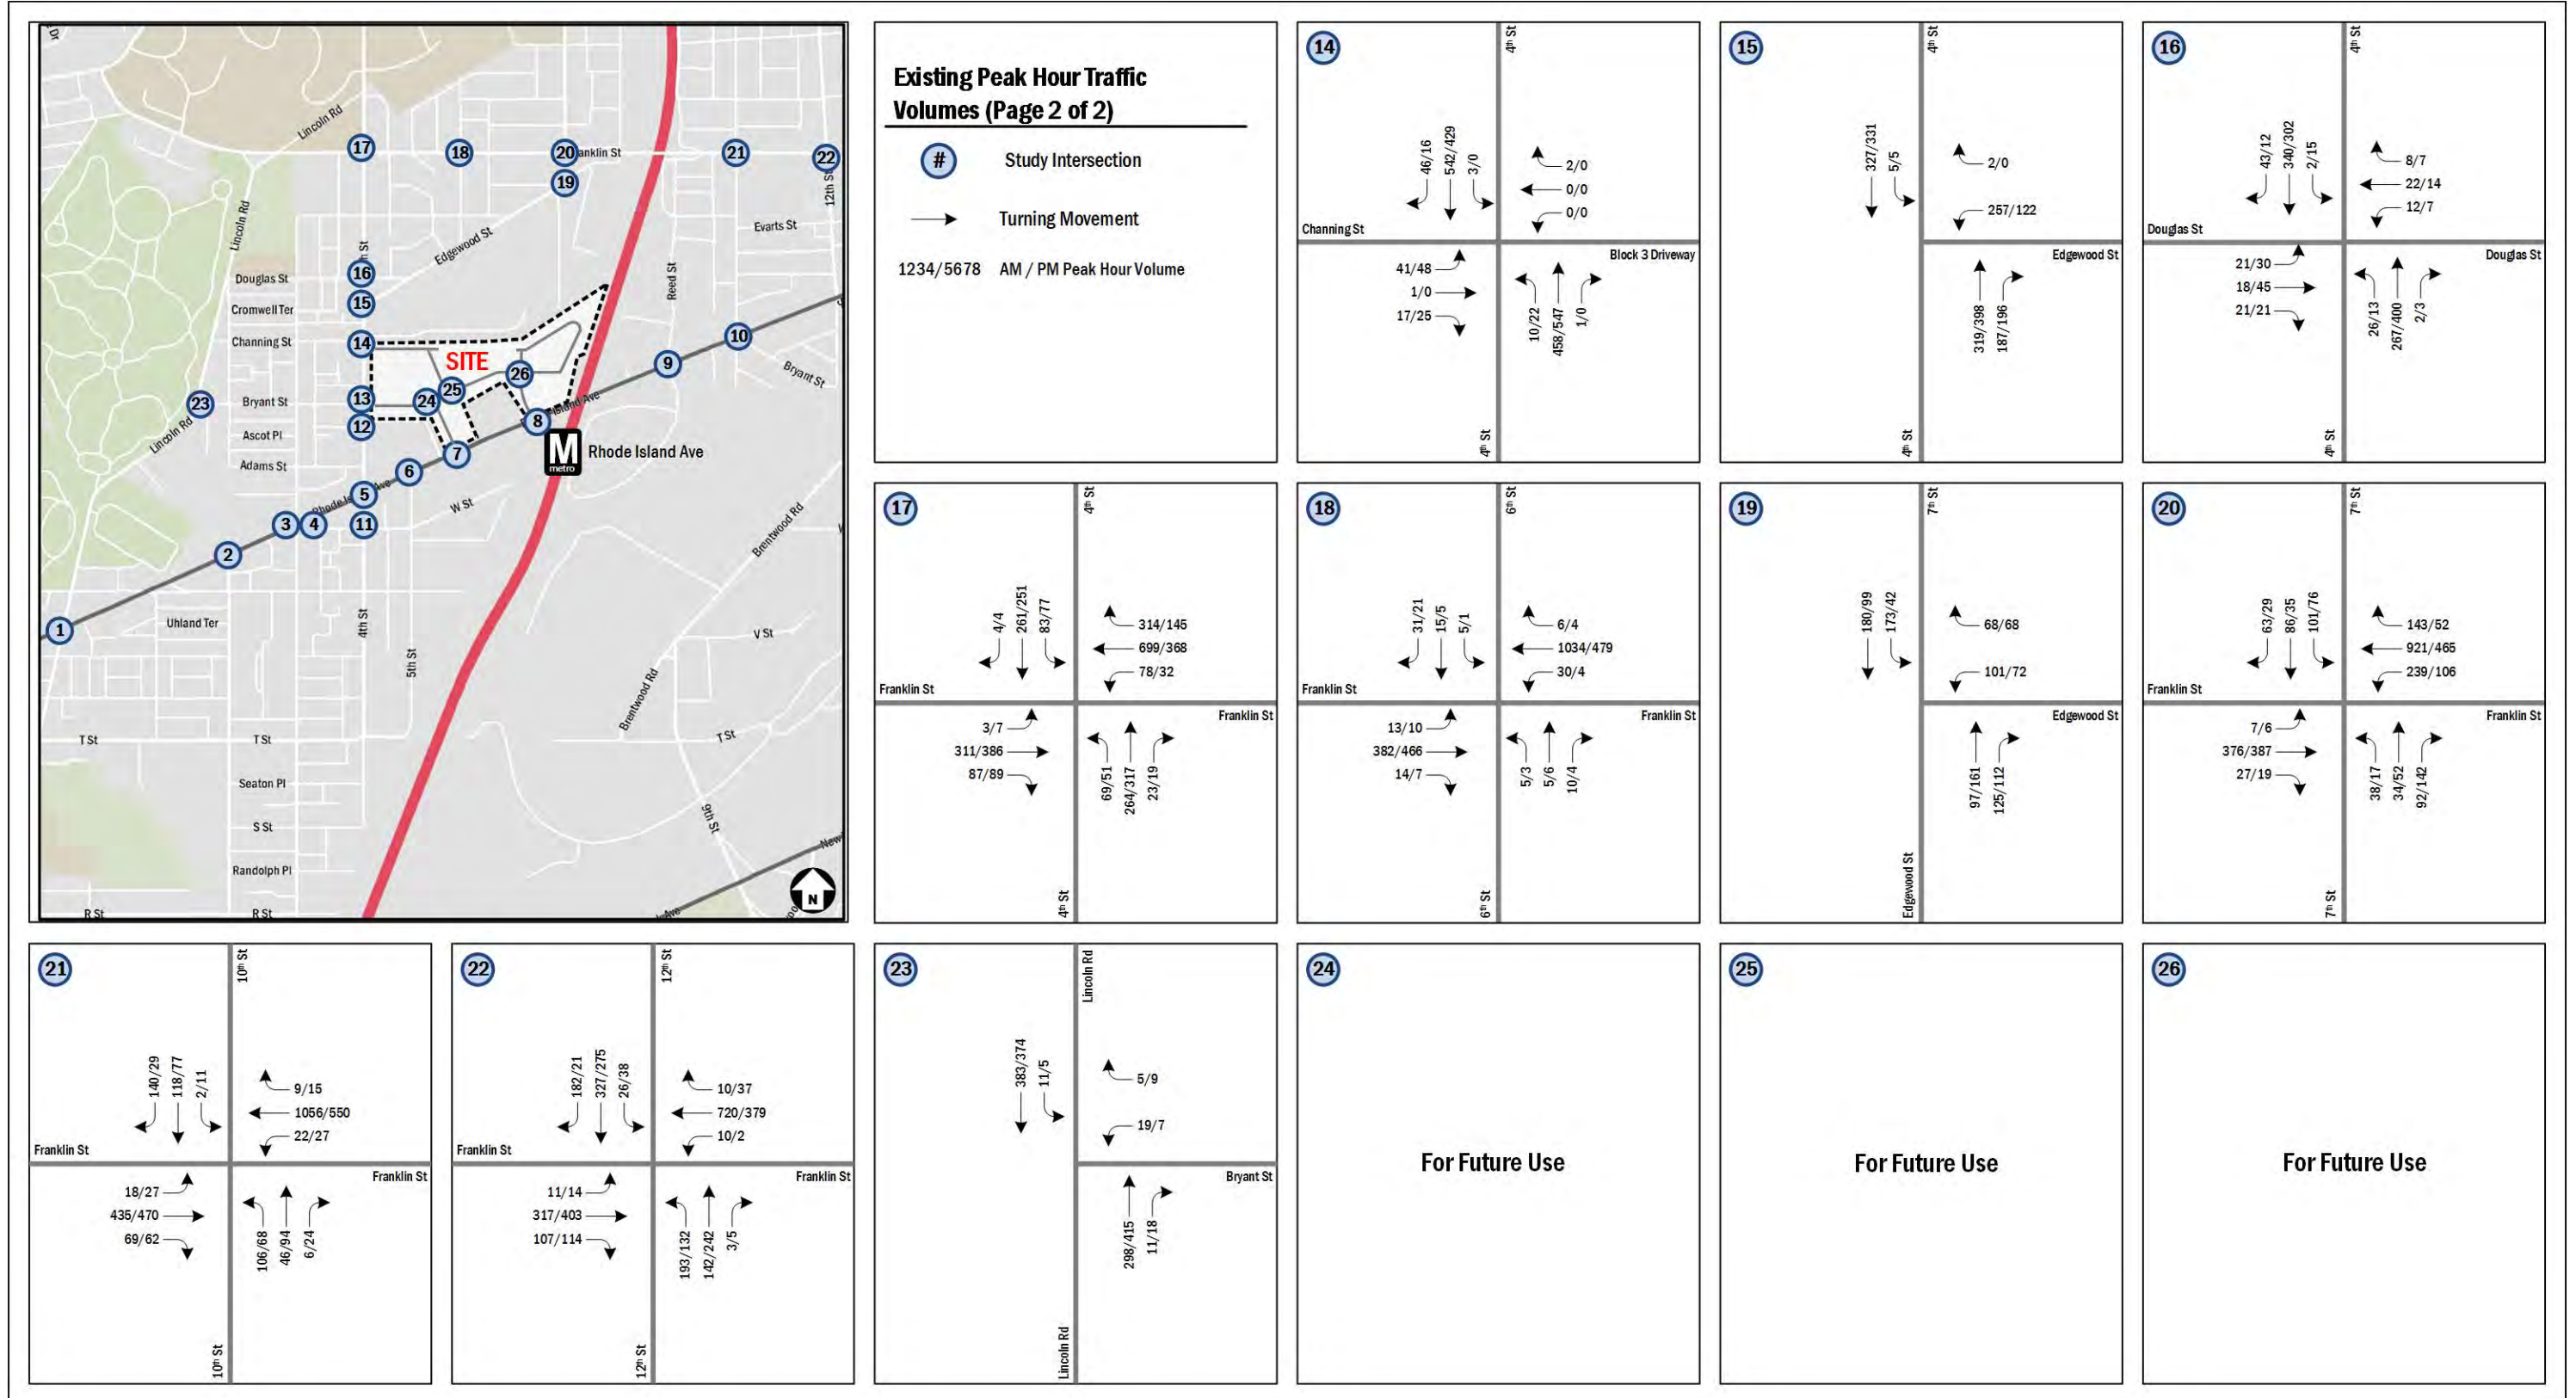 Existing Peak Hour Traffic
Volumes (Page 2 of 2)
# Study Intersection
Turning Movement
1234/5678 AM / PM Peak Hour Volume
Dr
Lincoln Rd
17
18
20
anklin St
21
22
19
12th St
Lincoln Rd
h St
Edgewood St
Evarts St
Reed St
Douglas St
16
Cromwell Ter
15
Channing St
14
SITE
10
9
26
25
24
Bryant St
23
Bryant St
13
12
Island Ave
8
Lincoln Rd
Ascot Pl
7
M
metro
Rhode Island Ave
Adams St
6
5
Rhode Is
Ave
3
4
11
W St
2
Brentwood Rd
1
Uhland Ter
4th St
5th St
V St
Brentwood Rd
T St
T St
T St
Seaton Pl
9th St
S St
New
Randolph Pl
N
R St
R St
Ave
14
4th St
46/16
542/429
3/0
2/0
0/0
0/0
Channing St
Block 3 Driveway
41/48
1/0
17/25
10/22
458/547
1/0
4th St
15
4th St
327/331
5/5
2/0
257/122
Edgewood St
319/398
187/196
4th St
16
4th St
43/12
340/302
2/15
8/7
22/14
12/7
Douglas St
Douglas St
21/30
18/45
21/21
26/13
267/400
2/3
4th St
17
4th St
4/4
261/251
83/77
314/145
699/368
78/32
Franklin St
Franklin St
3/7
311/386
87/89
69/51
264/317
23/19
4th St
18
6th St
31/21
15/5
5/1
6/4
1034/479
30/4
Franklin St
Franklin St
13/10
382/466
14/7
5/3
5/6
10/4
6th St
19
7th St
180/99
173/42
68/68
101/72
Edgewood St
97/161
125/112
Edgewood St
20
7th St
63/29
86/35
101/76
143/52
921/465
239/106
Franklin St
Franklin St
7/6
376/387
27/19
38/17
34/52
92/142
7th St
21
10th St
140/29
118/77
2/11
9/15
1056/550
22/27
Franklin St
Franklin St
18/27
435/470
69/62
106/68
46/94
6/24
10th St
22
12th St
182/21
327/275
26/38
10/37
720/379
10/2
Franklin St
Franklin St
11/14
317/403
107/114
193/132
142/242
3/5
12th St
23
Lincoln Rd
383/374
11/5
5/9
19/7
Bryant St
298/415
11/18
Lincoln Rd
24
For Future Use
25
For Future Use
26
For Future Use